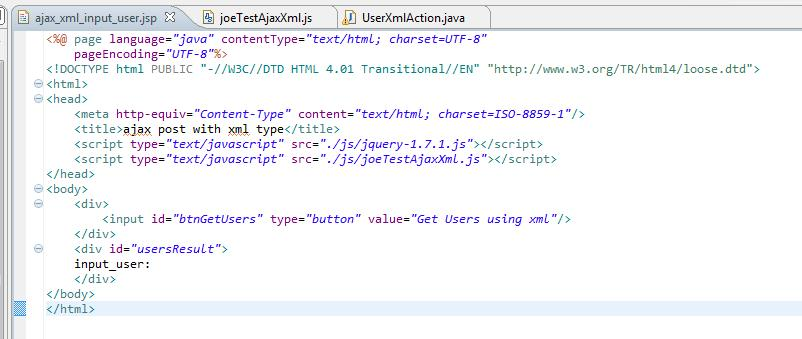 ajax_xml_input_user.jsp joeTestAjaxXml.js UserXmlAction.java
<%@ page language="java" contentType="text/html; charset=UTF-8"
    pageEncoding="UTF-8"%>
<!DOCTYPE html PUBLIC "-//W3C//DTD HTML 4.01 Transitional//EN" "http://www.w3.org/TR/html4/loose.dtd">
<html>
<head>
    <meta http-equiv="Content-Type" content="text/html; charset=ISO-8859-1"/>
    <title>ajax post with xml type</title>
    <script type="text/javascript" src="./js/jquery-1.7.1.js"></script>
    <script type="text/javascript" src="./js/joeTestAjaxXml.js"></script>
</head>
<body>
    <div>
        <input id="btnGetUsers" type="button" value="Get Users using xml"/>
    </div>
    <div id="usersResult">
    input_user:
    </div>
</body>
</html>